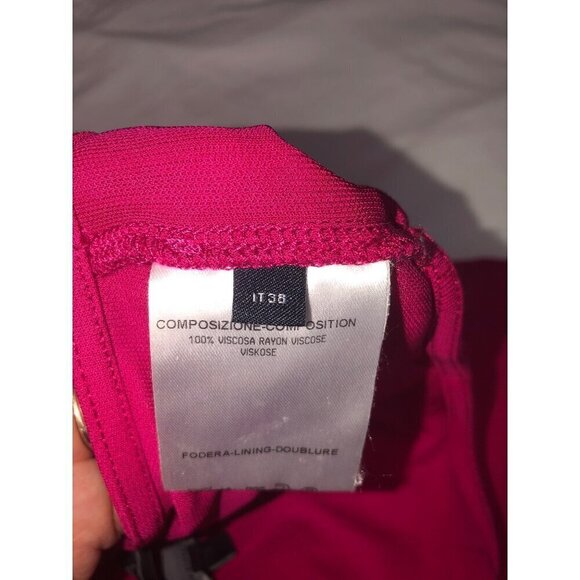 IT38
COMPOSIZIONE-COMPOSITION
100% VISCOSA RAYON VISCOSE
VISKOSE
FODERA-LINING-DOUBLURE